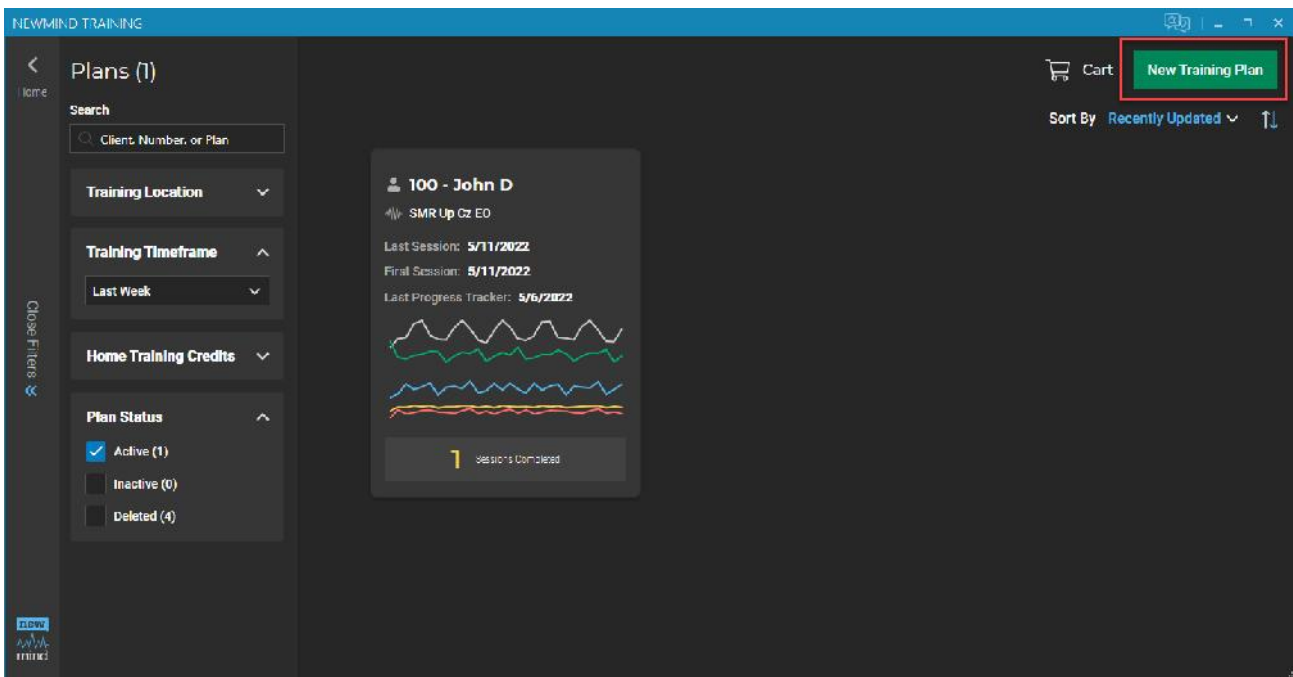 NEWMIND TRAINING
Home
Plans (1)
Search
Client, Number, or Plan
Training Location
Training Timeframe
Last Week
Home Training Credits
Plan Status
Active (1)
Inactive (0)
Deleted (4)
Close Filters
new
mind
Cart
New Training Plan
Sort By Recently Updated
100 - John D
SMR Up Cz EO
Last Session: 5/11/2022
First Session: 5/11/2022
Last Progress Tracker: 5/6/2022
1 Sessions Completed